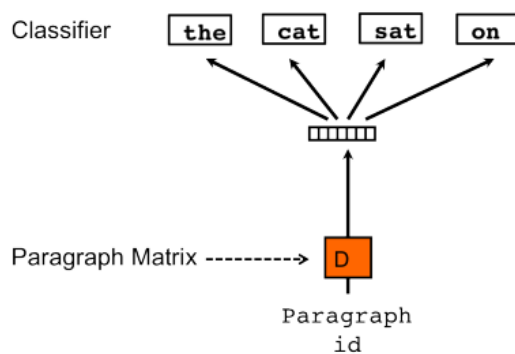 Classifier the cat sat on
Paragraph Matrix D
Paragraph
id